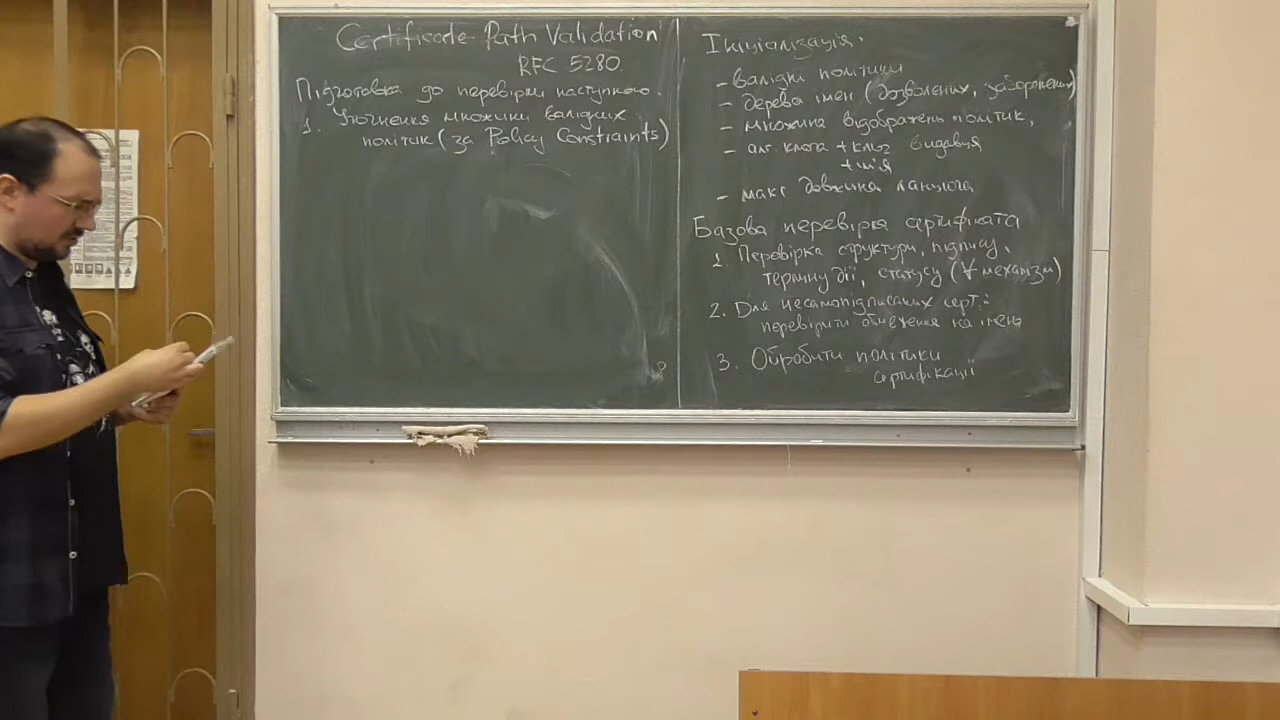 Certificate Path Validation
RFC 5280
Підготовка до перевірки наступного.
1. Уточнення множини валідних
політик (за Policy Constraints)
Ініціалізація.
- валідні політики
- дерева імен (дозволених, заборонених)
- множина відображень політик,
- алг. ключа + ключ видавця
+ ім'я
- макс довжина ланцюга
Базова перевірка сертифіката
1. Перевірка структури, підпису,
терміну дії, статусу (∀ механізм)
2. Для несамопідписаних серт.:
перевірити обмеження на імена
3. Обробити політики
сертифікації